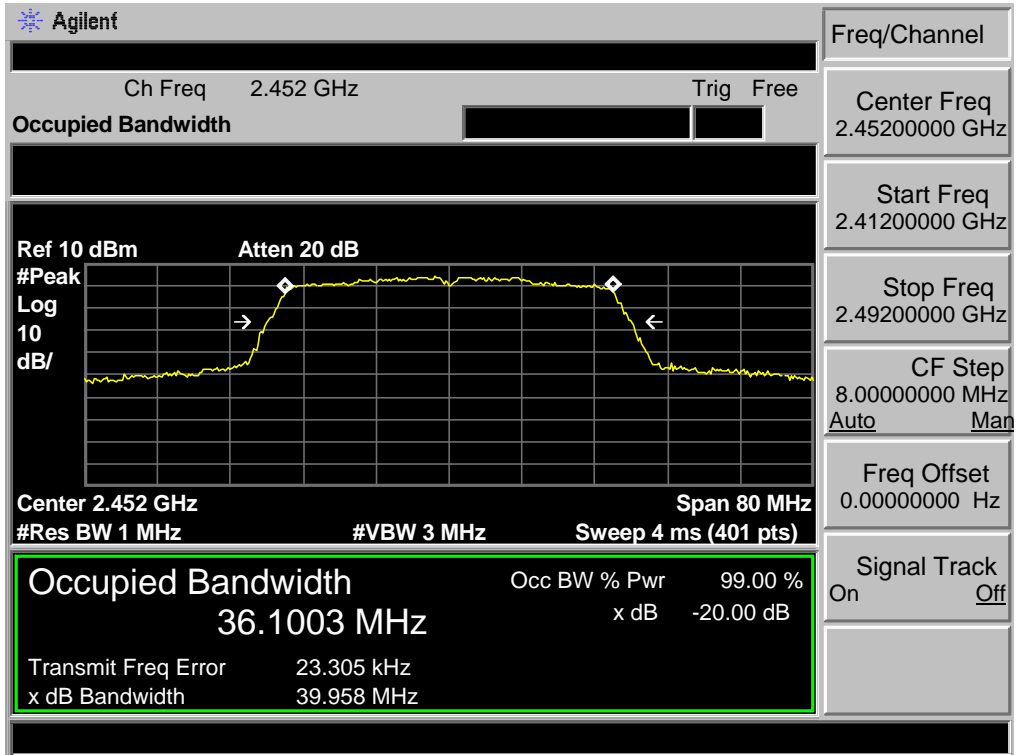 Agilent
Freq/Channel
Ch Freq 2.452 GHz Trig Free
Occupied Bandwidth
Center Freq
2.45200000 GHz
Start Freq
2.41200000 GHz
Stop Freq
2.49200000 GHz
CF Step
8.00000000 MHz
Auto Man
Freq Offset
0.00000000 Hz
Signal Track
On Off
Ref 10 dBm Atten 20 dB
#Peak
Log
10
dB/
Center 2.452 GHz Span 80 MHz
#Res BW 1 MHz #VBW 3 MHz Sweep 4 ms (401 pts)
Occupied Bandwidth Occ BW % Pwr 99.00 %
36.1003 MHz x dB -20.00 dB
Transmit Freq Error 23.305 kHz
x dB Bandwidth 39.958 MHz